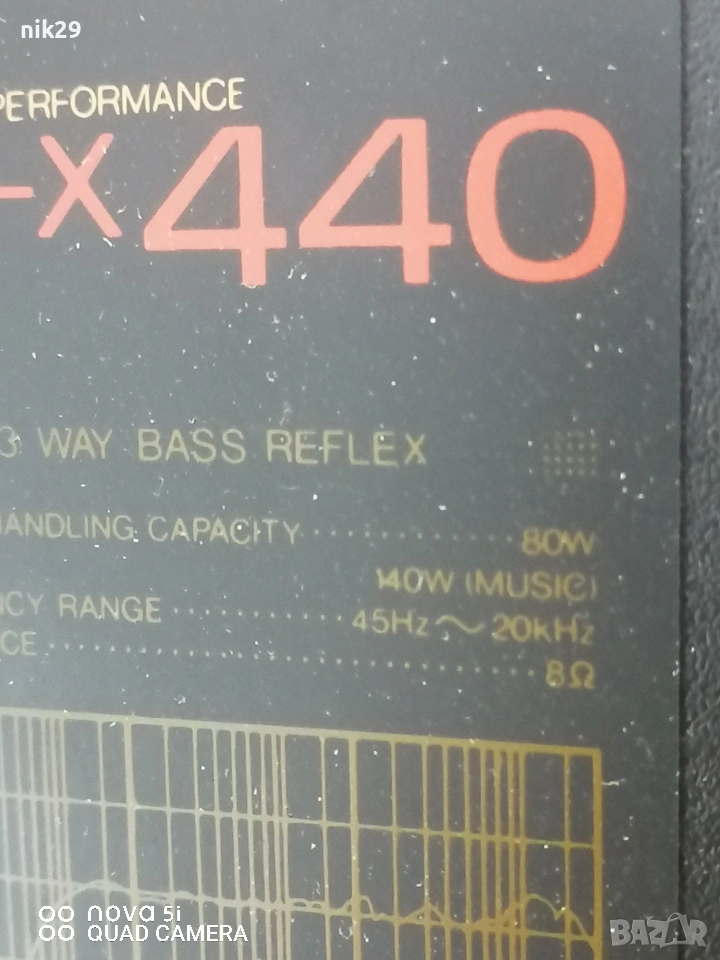 nik29
PERFORMANCE
-X440
3 WAY BASS REFLEX
HANDLING CAPACITY ············ 80W
140W (MUSIC)
NCY RANGE ············ 45Hz ～ 20kHz
CE ························ 8Ω
nova 5i
QUAD CAMERA
BAZAR